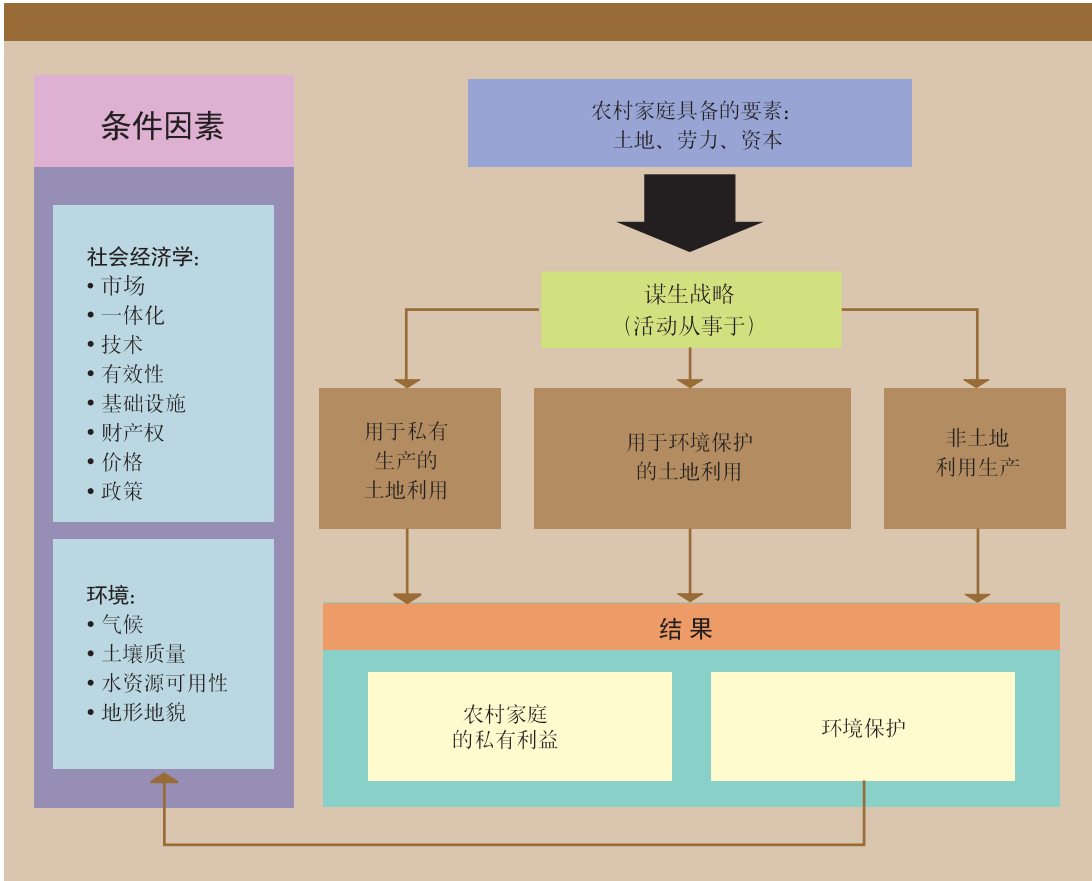 条件因素
社会经济学:
• 市场
• 一体化
• 技术
• 有效性
• 基础设施
• 财产权
• 价格
• 政策
环境:
• 气候
• 土壤质量
• 水资源可用性
• 地形地貌
农村家庭具备的要素:
土地、劳力、资本
谋生战略
（活动从事于）
用于私有
生产的
土地利用
用于环境保护
的土地利用
非土地
利用生产
结 果
农村家庭
的私有利益
环境保护